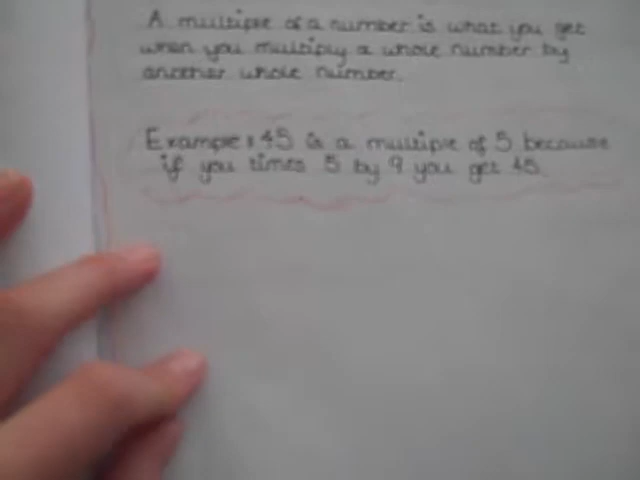 A multiple of a number is what you get
when you multiply a whole number by
another whole number.
Example: 45 is a multiple of 5 because
if you times 5 by 9 you get 45